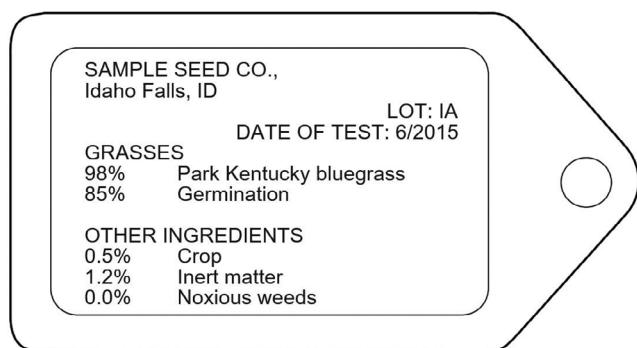 SAMPLE SEED CO.,
Idaho Falls, ID
LOT: IA
DATE OF TEST: 6/2015
GRASSES
98% Park Kentucky bluegrass
85% Germination
OTHER INGREDIENTS
0.5% Crop
1.2% Inert matter
0.0% Noxious weeds